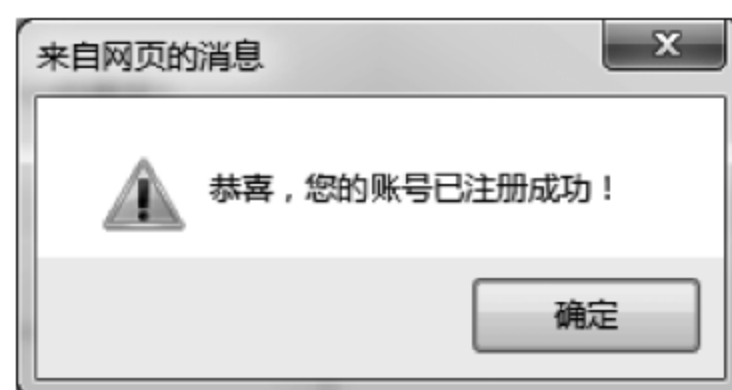 来自网页的消息
恭喜，您的账号已注册成功！
确定